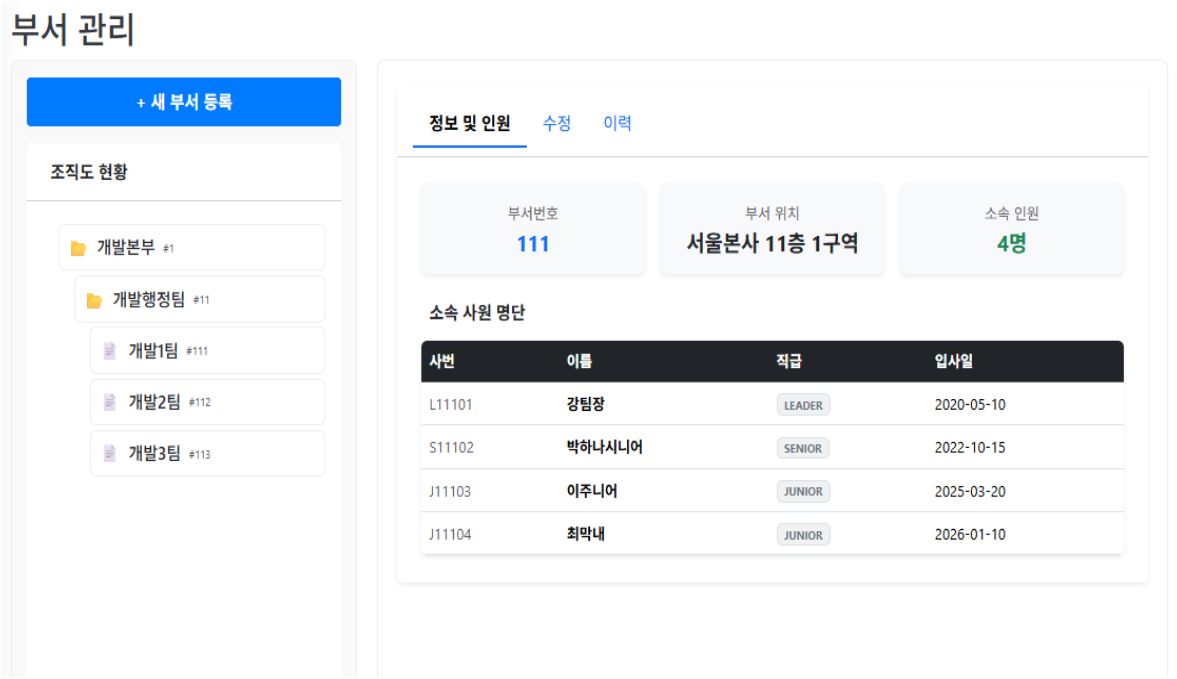 부서 관리
+ 새 부서 등록
조직도 현황
개발본부 #1
개발행정팀 #11
개발1팀 #111
개발2팀 #112
개발3팀 #113
정보 및 인원 수정 이력
부서번호
111
부서 위치
서울본사 11층 1구역
소속 인원
4명
소속 사원 명단
사번 이름 직급 입사일
L11101 강팀장 LEADER 2020-05-10
S11102 박하나시니어 SENIOR 2022-10-15
J11103 이주니어 JUNIOR 2025-03-20
J11104 최막내 JUNIOR 2026-01-10